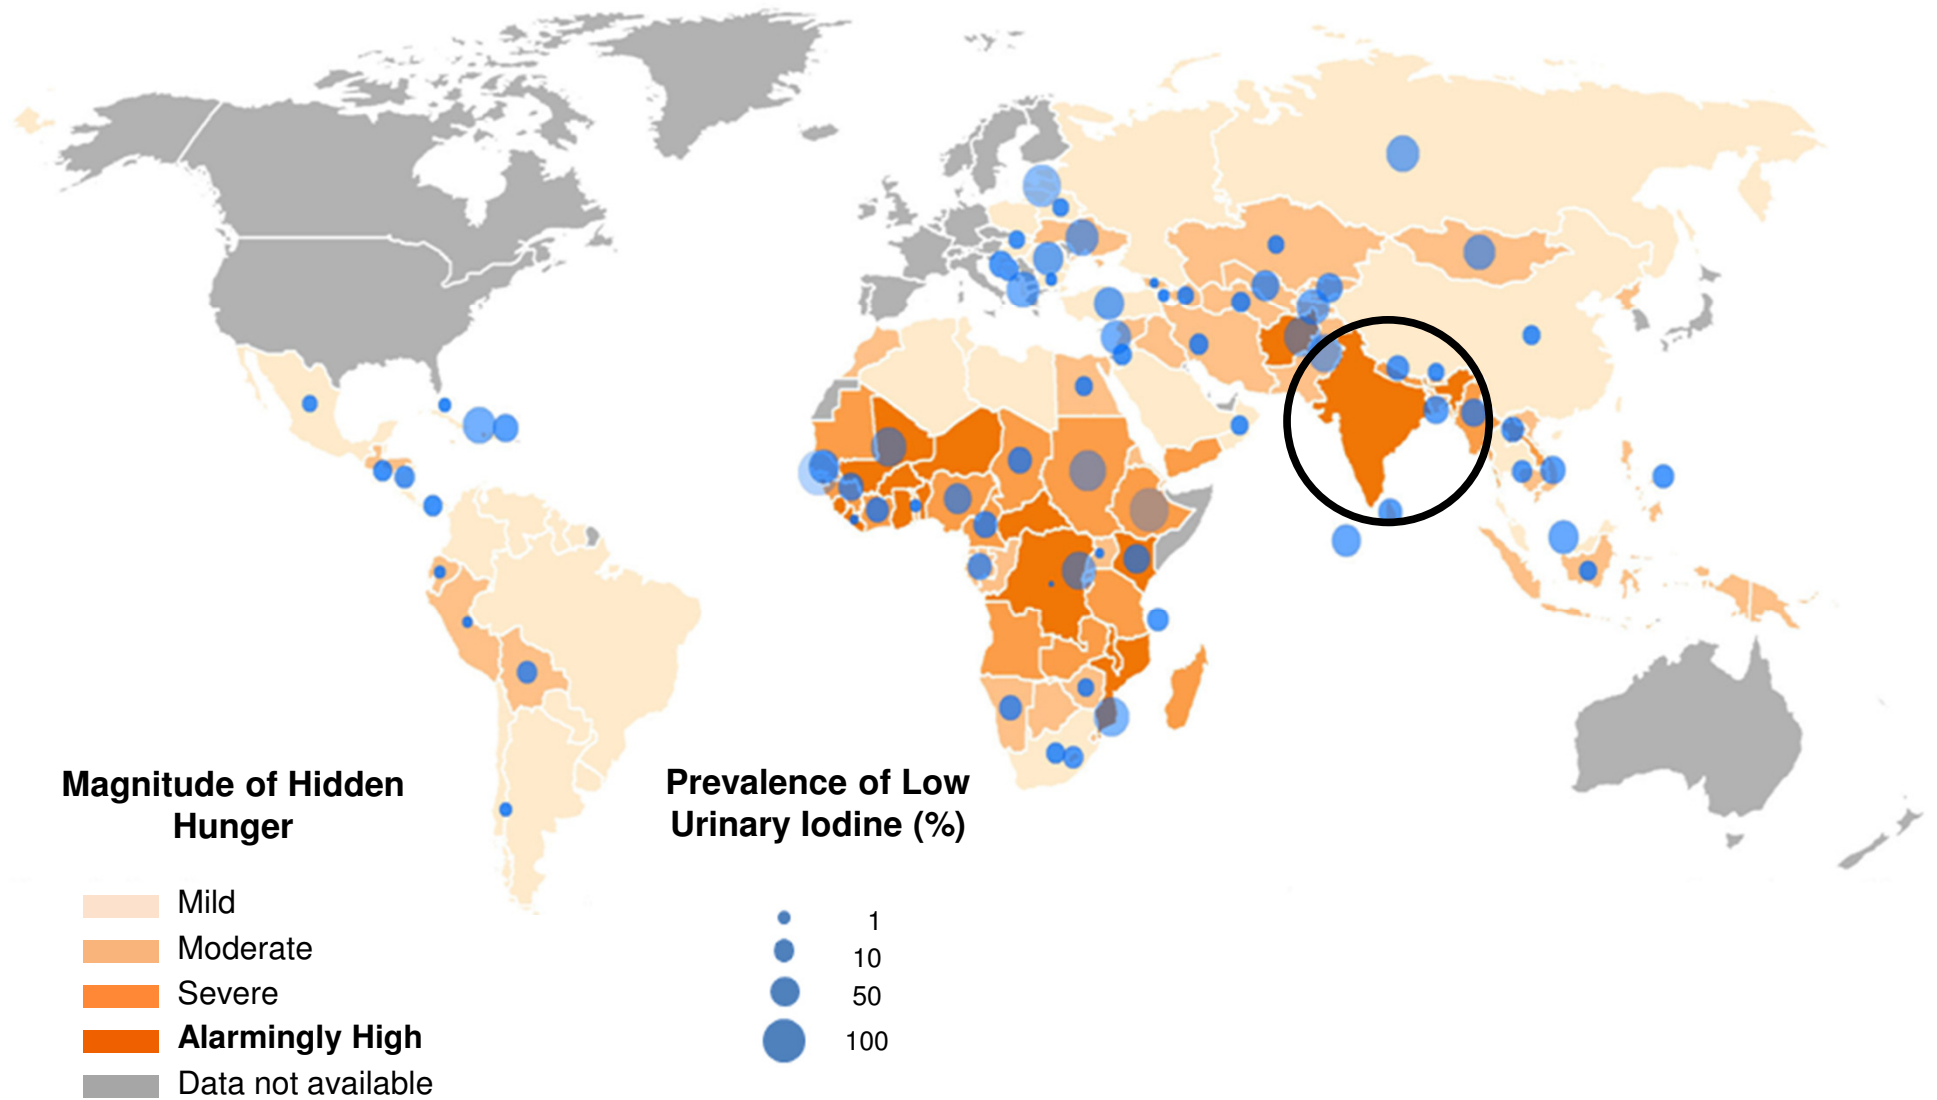 Magnitude of Hidden
Hunger
Mild
Moderate
Severe
Alarmingly High
Data not available
Prevalence of Low
Urinary Iodine (%)
1
10
50
100